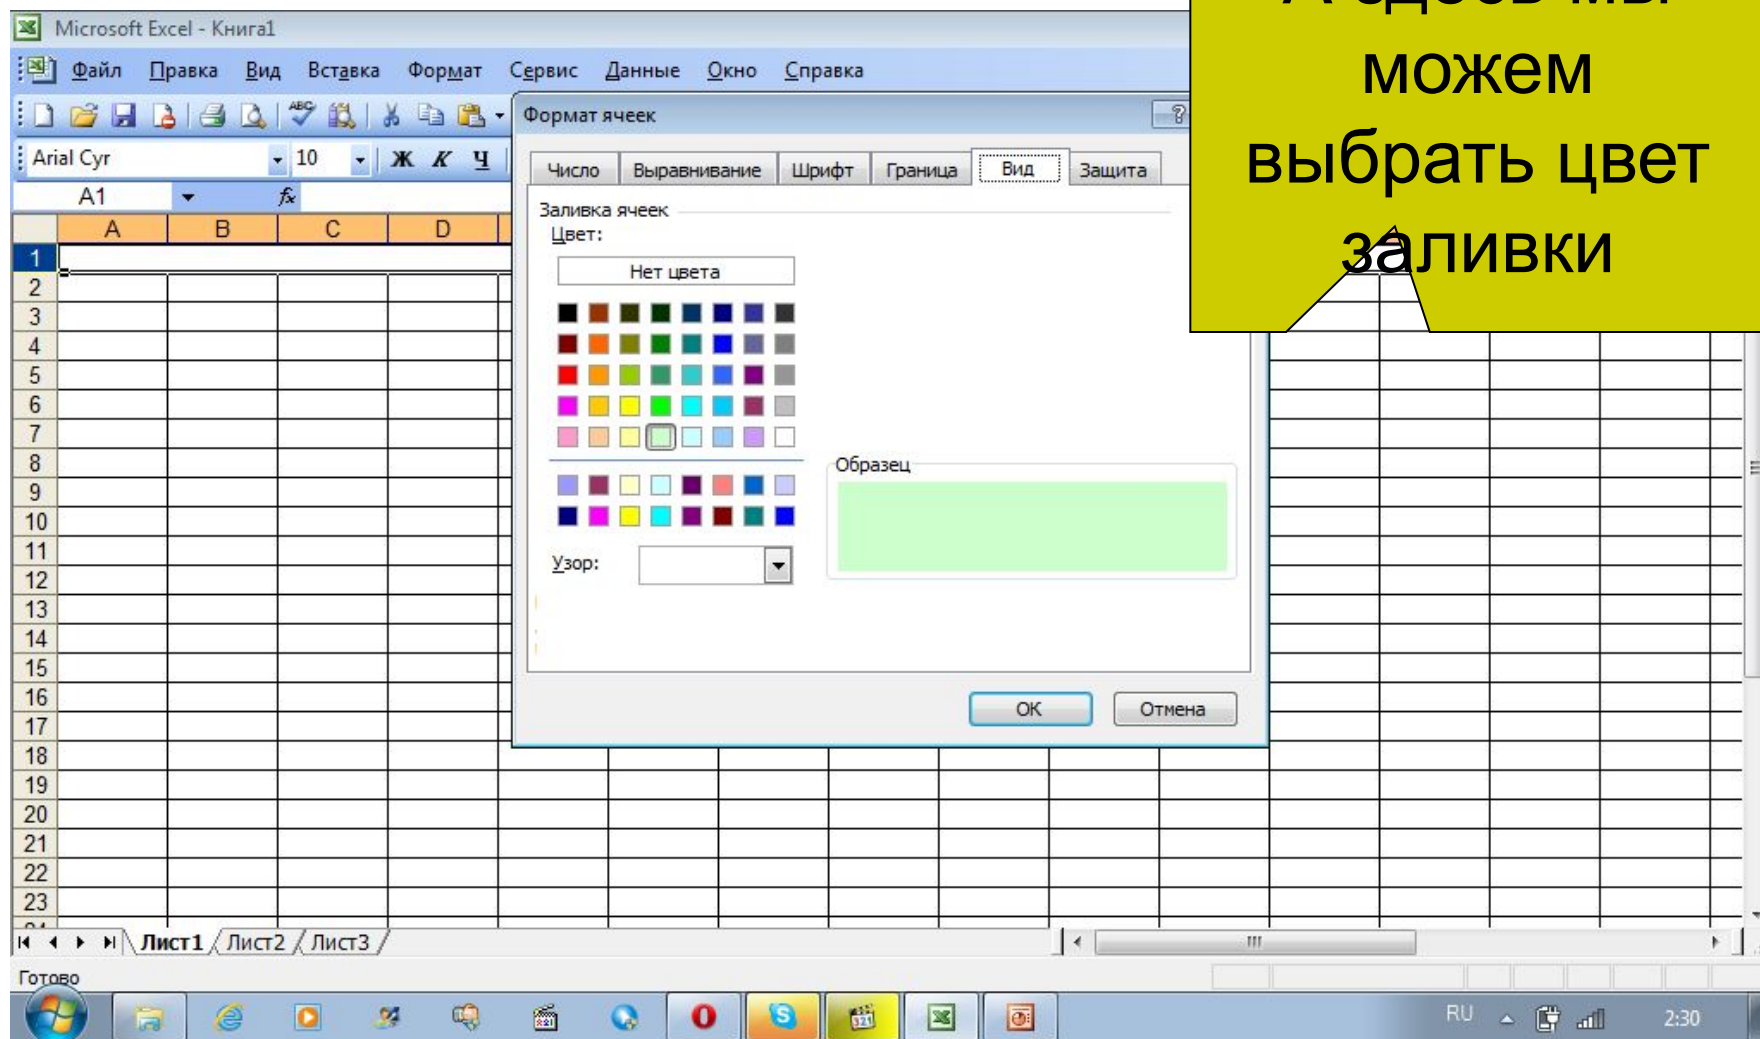 А здесь мы
можем
выбрать цвет
заливки
Microsoft Excel - Книга1
Файл Правка Вид Вставка Формат Сервис Данные Окно Справка
Arial Cyr 10 Ж К Ч
A1 fx
A B C D
1
2
3
4
5
6
7
8
9
10
11
12
13
14
15
16
17
18
19
20
21
22
23
Формат ячеек
Число Выравнивание Шрифт Граница Вид Защита
Заливка ячеек
Цвет:
Нет цвета
Образец
Узор:
ОК Отмена
Лист1 Лист2 Лист3
Готово
RU 2:30